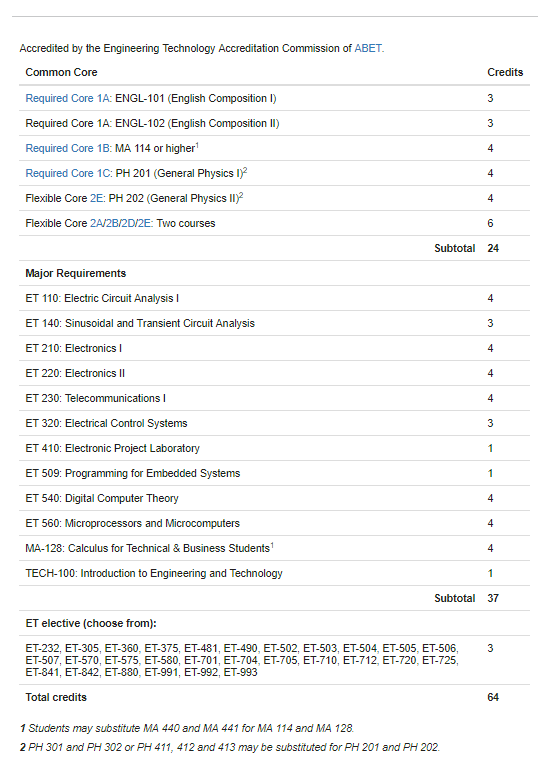 Accredited by the Engineering Technology Accreditation Commission of ABET.
Common Core Credits
Required Core 1A: ENGL-101 (English Composition I) 3
Required Core 1A: ENGL-102 (English Composition II) 3
Required Core 1B: MA 114 or higher1 4
Required Core 1C: PH 201 (General Physics I)2 4
Flexible Core 2E: PH 202 (General Physics II)2 4
Flexible Core 2A/2B/2D/2E: Two courses 6
Subtotal 24
Major Requirements
ET 110: Electric Circuit Analysis I 4
ET 140: Sinusoidal and Transient Circuit Analysis 3
ET 210: Electronics I 4
ET 220: Electronics II 4
ET 230: Telecommunications I 4
ET 320: Electrical Control Systems 3
ET 410: Electronic Project Laboratory 1
ET 509: Programming for Embedded Systems 1
ET 540: Digital Computer Theory 4
ET 560: Microprocessors and Microcomputers 4
MA-128: Calculus for Technical & Business Students1 4
TECH-100: Introduction to Engineering and Technology 1
Subtotal 37
ET elective (choose from):
ET-232, ET-305, ET-360, ET-375, ET-481, ET-490, ET-502, ET-503, ET-504, ET-505, ET-506, 3
ET-507, ET-570, ET-575, ET-580, ET-701, ET-704, ET-705, ET-710, ET-712, ET-720, ET-725,
ET-841, ET-842, ET-880, ET-991, ET-992, ET-993
Total credits 64
1 Students may substitute MA 440 and MA 441 for MA 114 and MA 128.
2 PH 301 and PH 302 or PH 411, 412 and 413 may be substituted for PH 201 and PH 202.